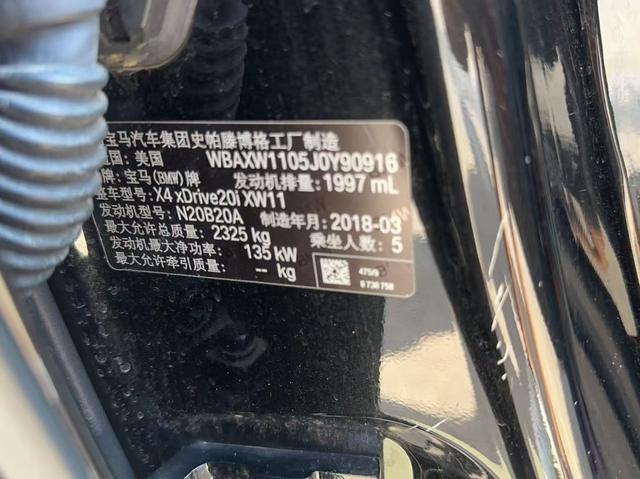 宝马汽车集团史帕滕博格工厂制造
国: 美国 WBAXW1105J0Y90916
牌: 宝马(BMW)牌 发动机排量: 1997 mL
整车型号: X4 xDrive20i XW11
发动机型号: N20B20A 制造年月: 2018-03
最大允许总质量: 2325 kg 乘坐人数: 5
发动机最大净功率: 135 kW
最大允许牵引质量: -- kg
475/9
8 738 758